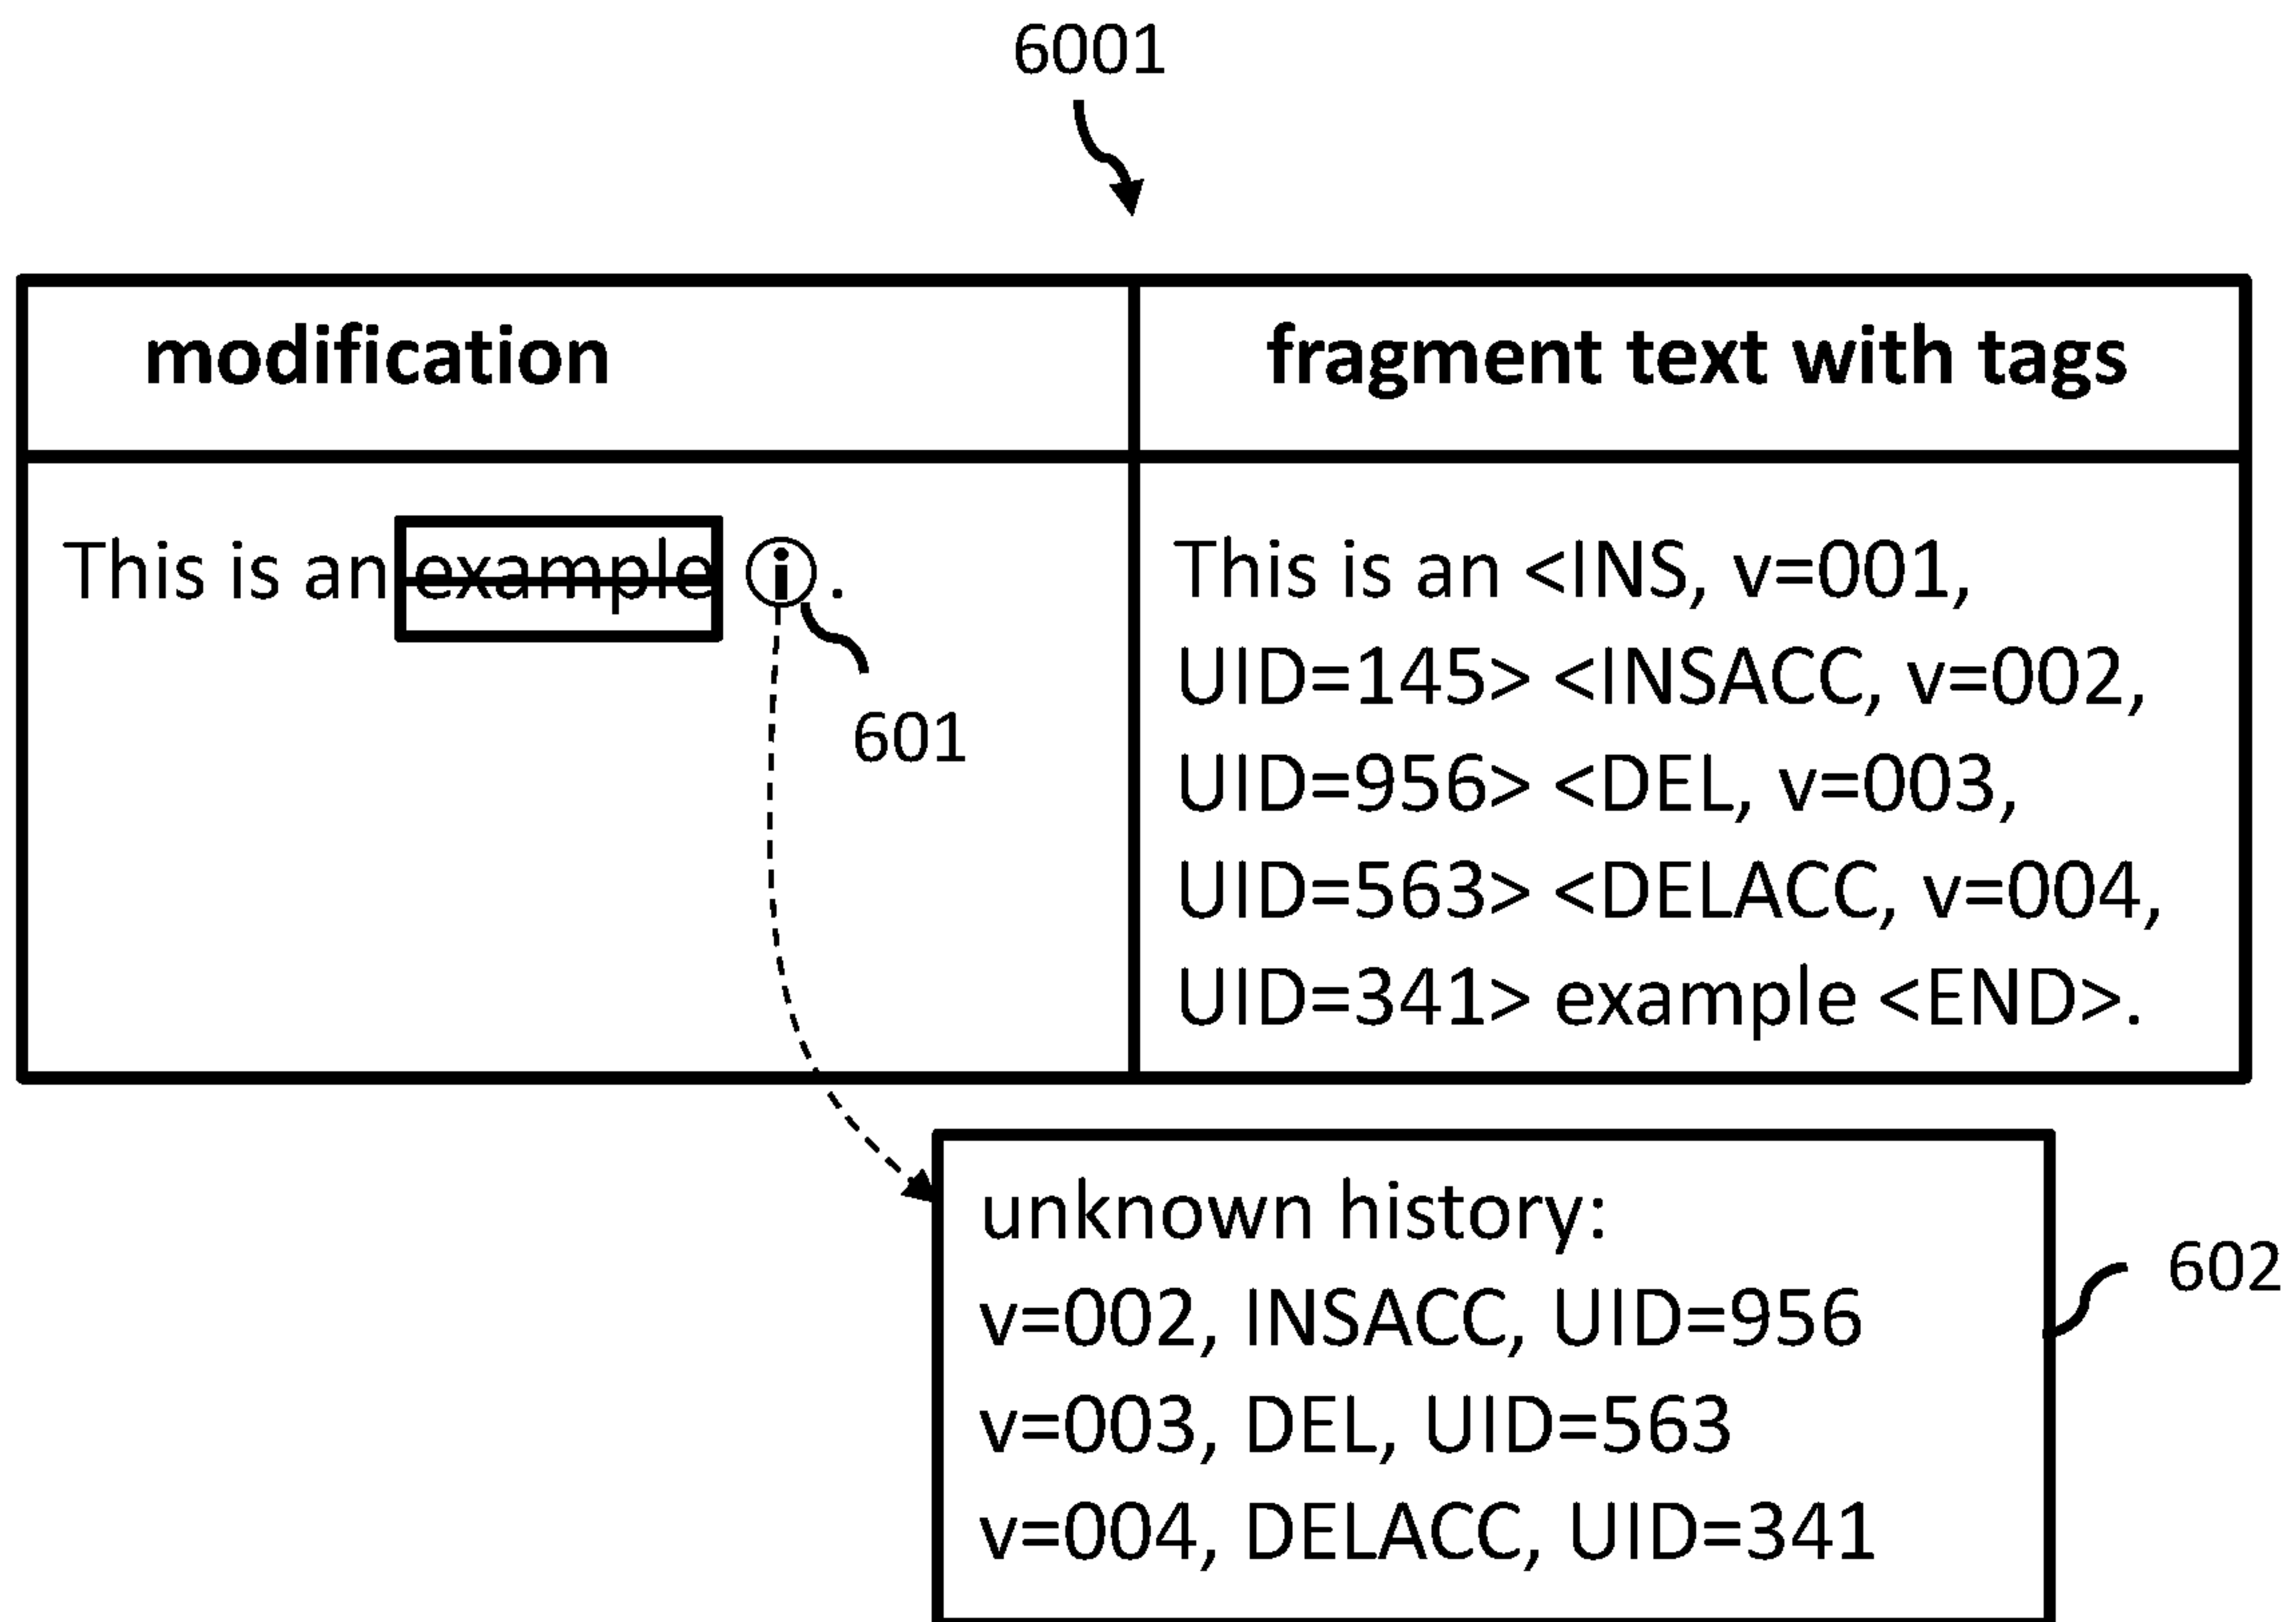 6001
modification
fragment text with tags
This is an example ⓘ.
601
This is an <INS, v=001,
UID=145> <INSACC, v=002,
UID=956> <DEL, v=003,
UID=563> <DELACC, v=004,
UID=341> example <END>.
unknown history:
v=002, INSACC, UID=956
v=003, DEL, UID=563
v=004, DELACC, UID=341
602